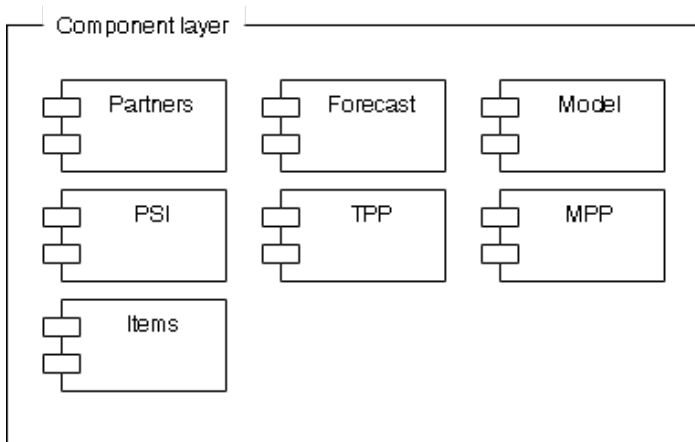 Component layer
Partners
Forecast
Model
PSI
TPP
MPP
Items